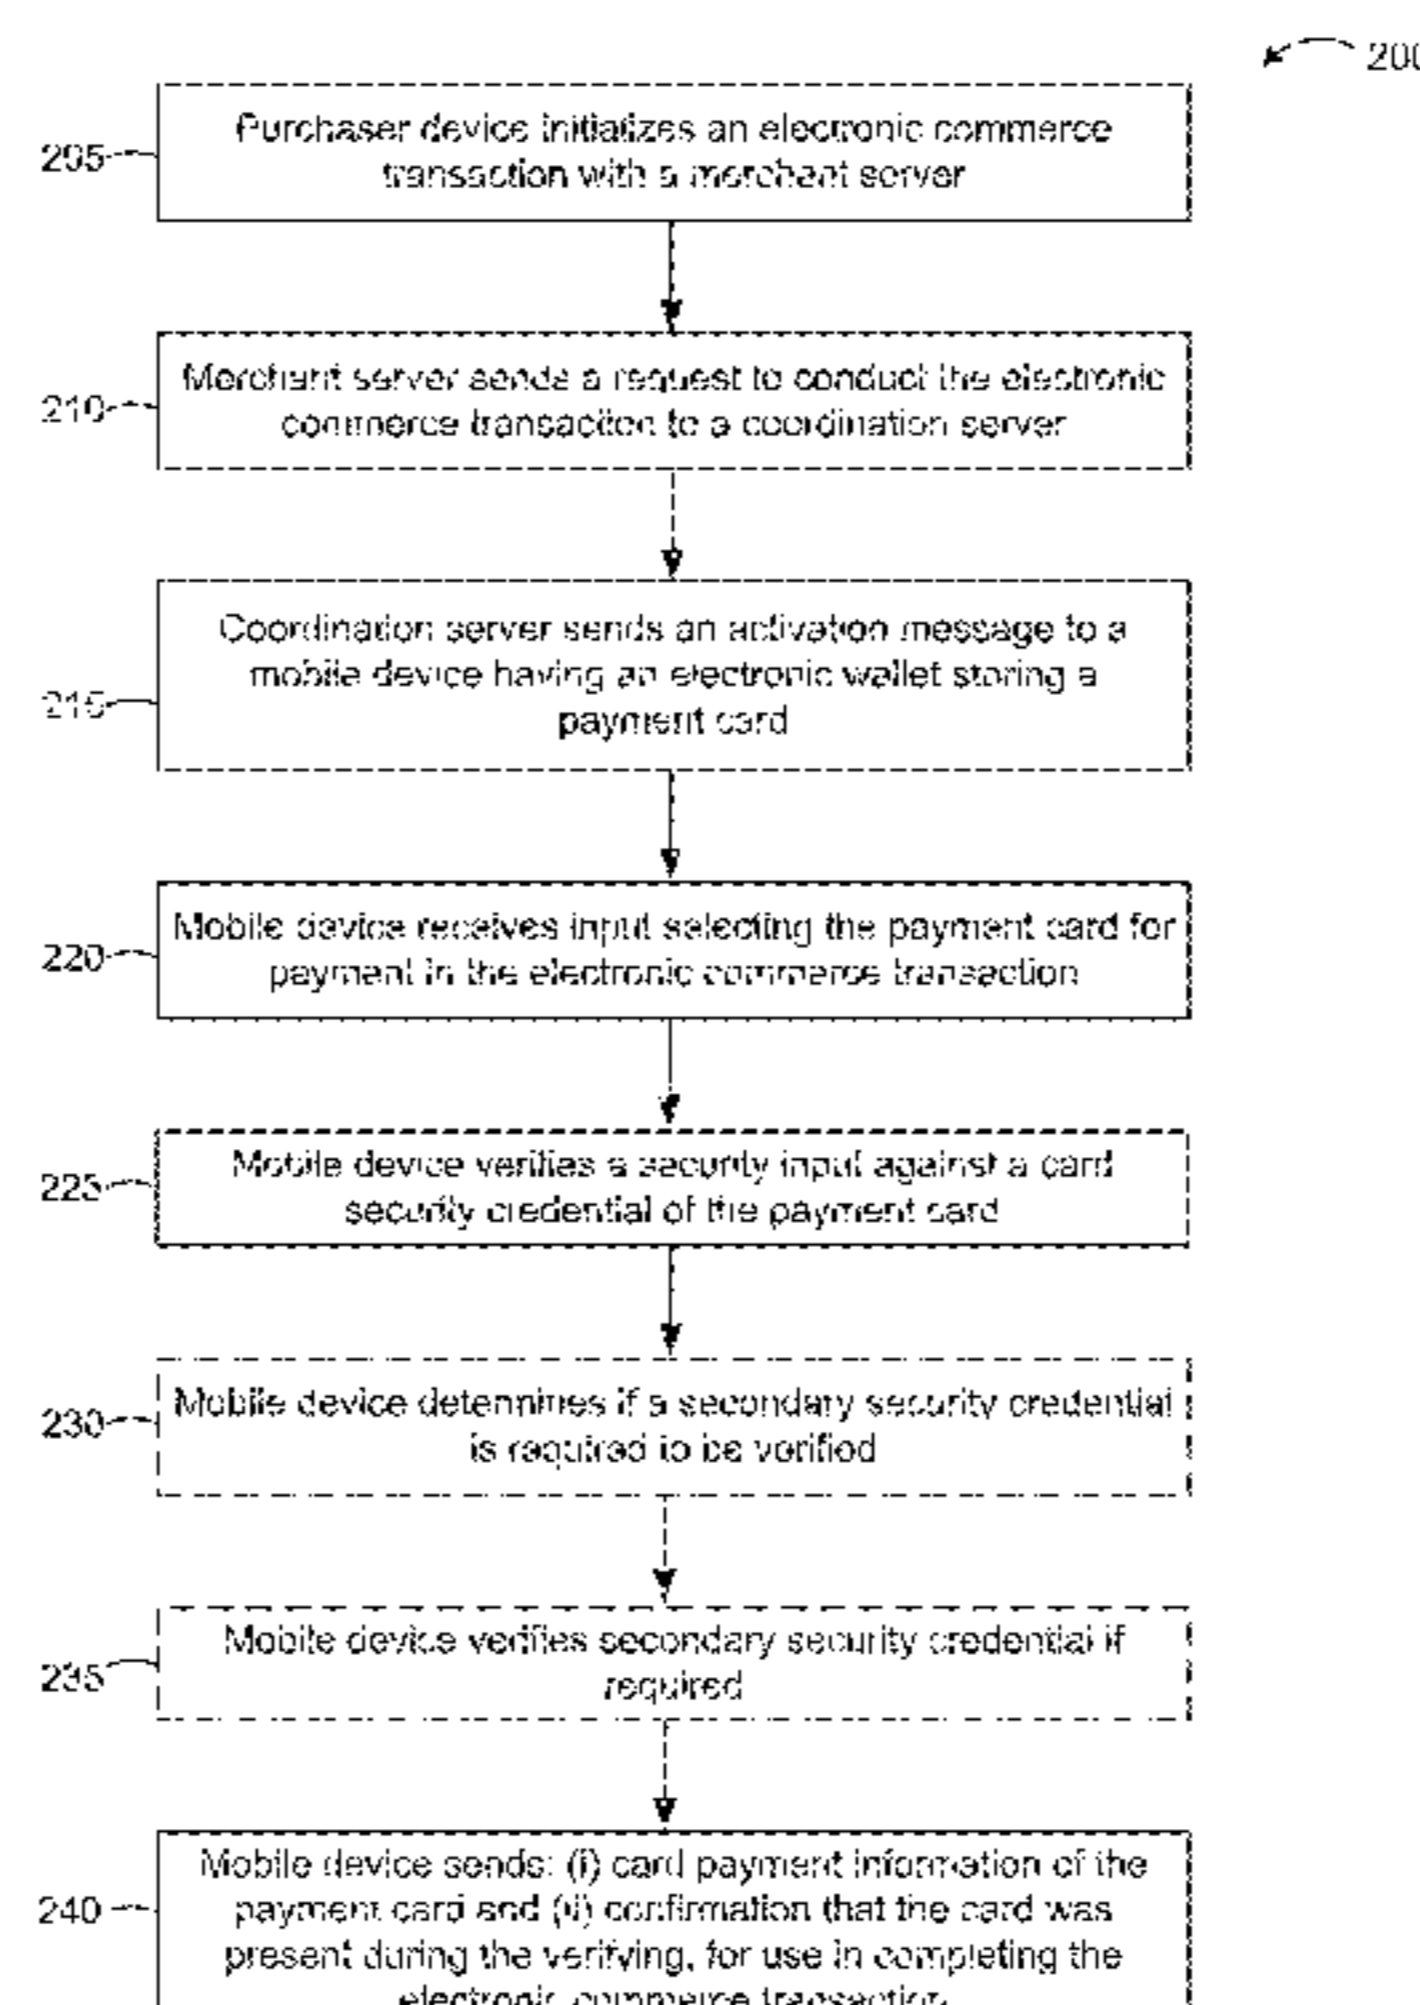 200
205
Purchaser device initializes an electronic commerce
transaction with a merchant server
210
Merchant server sends a request to conduct the electronic
commerce transaction to a coordination server
215
Coordination server sends an activation message to a
mobile device having an electronic wallet storing a
payment card
220
Mobile device receives input selecting the payment card for
payment in the electronic commerce transaction
225
Mobile device verifies a security input against a card
security credential of the payment card
230
Mobile device determines if a secondary security credential
is required to be verified
235
Mobile device verifies secondary security credential if
required
240
Mobile device sends: (i) card payment information of the
payment card and (ii) confirmation that the card was
present during the verifying, for use in completing the
electronic commerce transaction